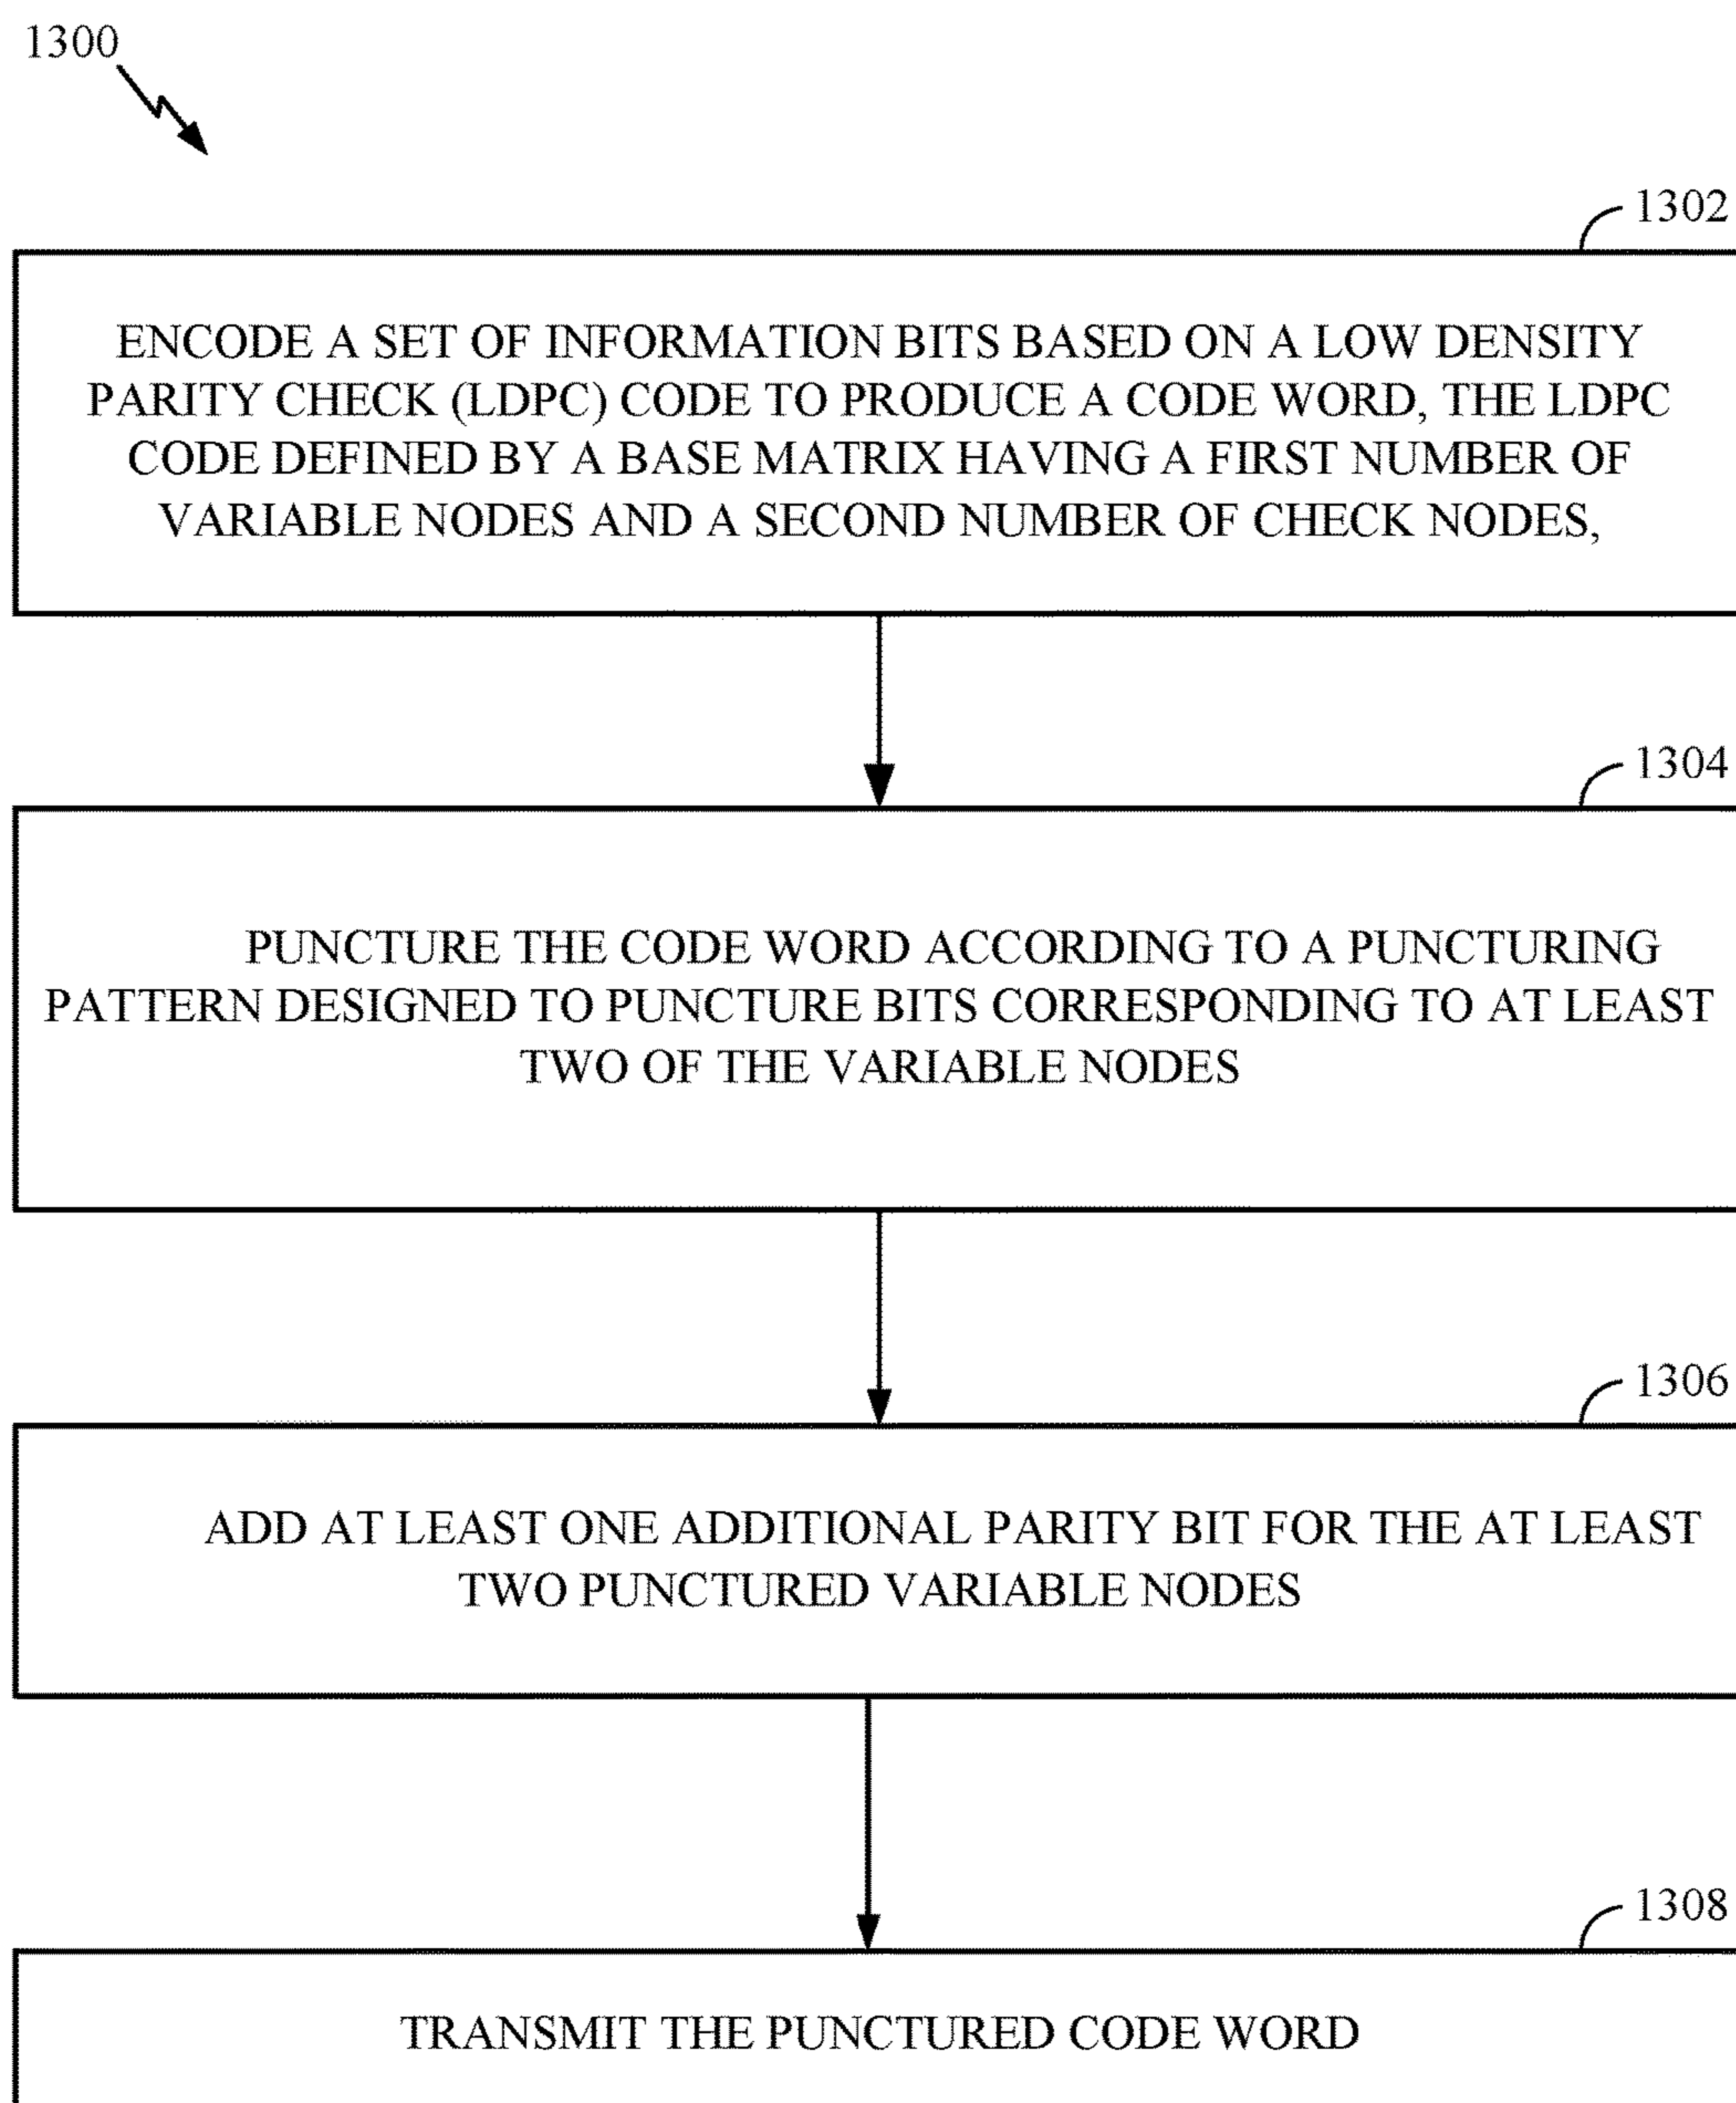 1300
1302
ENCODE A SET OF INFORMATION BITS BASED ON A LOW DENSITY
PARITY CHECK (LDPC) CODE TO PRODUCE A CODE WORD, THE LDPC
CODE DEFINED BY A BASE MATRIX HAVING A FIRST NUMBER OF
VARIABLE NODES AND A SECOND NUMBER OF CHECK NODES,
1304
PUNCTURE THE CODE WORD ACCORDING TO A PUNCTURING
PATTERN DESIGNED TO PUNCTURE BITS CORRESPONDING TO AT LEAST
TWO OF THE VARIABLE NODES
1306
ADD AT LEAST ONE ADDITIONAL PARITY BIT FOR THE AT LEAST
TWO PUNCTURED VARIABLE NODES
1308
TRANSMIT THE PUNCTURED CODE WORD